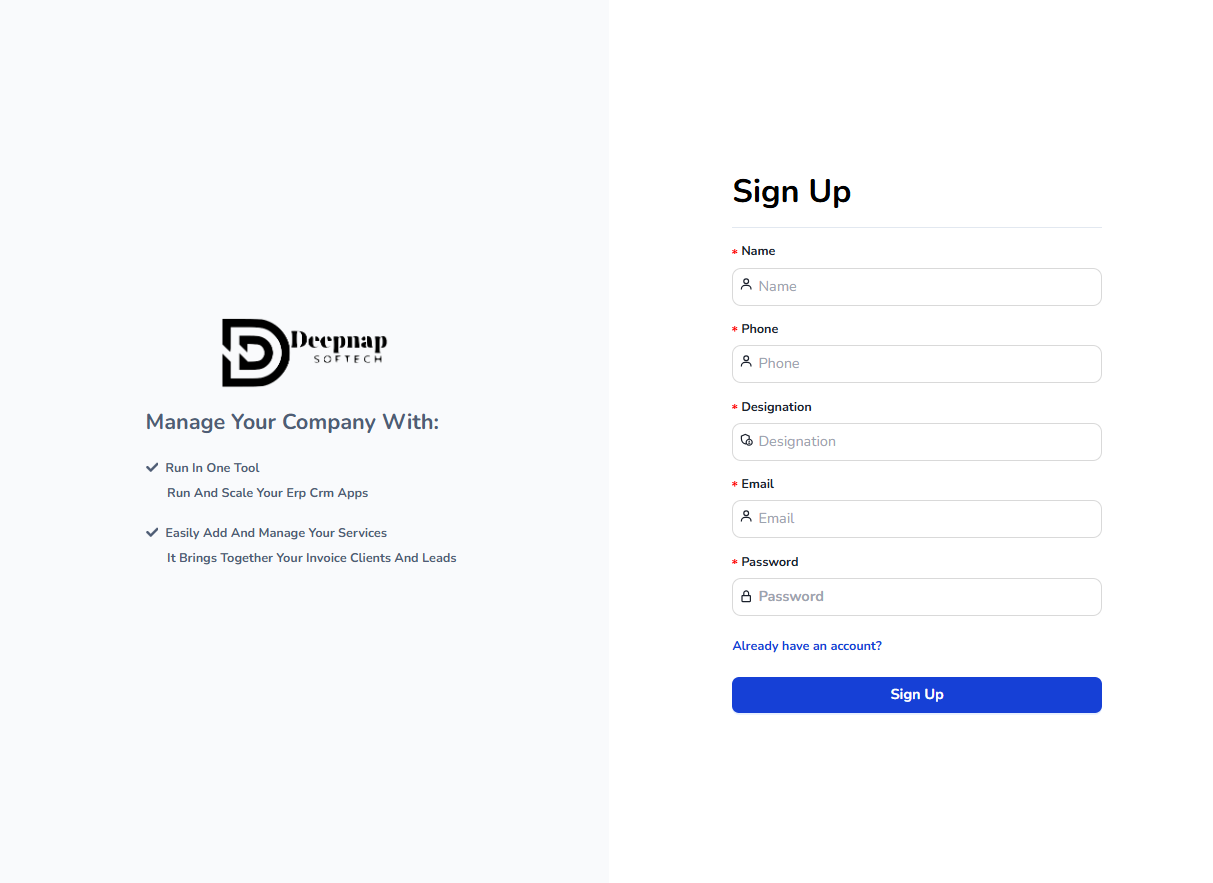 Deepnap
SOFTECH
Manage Your Company With:
Run In One Tool
Run And Scale Your Erp Crm Apps
Easily Add And Manage Your Services
It Brings Together Your Invoice Clients And Leads
Sign Up
* Name
Name
* Phone
Phone
* Designation
Designation
* Email
Email
* Password
Password
Already have an account?
Sign Up